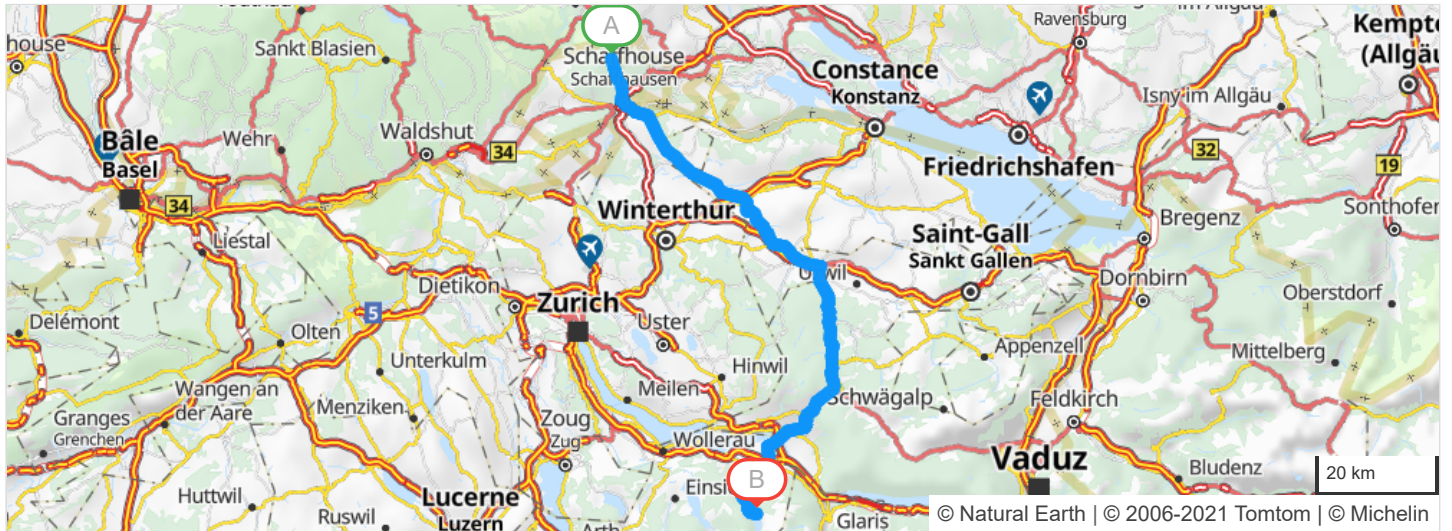 house
Sankt Blasien
A
Schaffhouse
Schaffhausen
Ravensburg
Kempt
(Allgäu
Constance
Konstanz
Isny im Allgäu
Bâle
Basel
Wehr
Waldshut
34
Friedrichshafen
32
19
34
Liestal
Winterthur
Saint-Gall
Sankt Gallen
Bregenz
Sonthofen
Dietikon
Uzwil
Dornbirn
Oberstdorf
Delémont
5
Olten
Zurich
Uster
Unterkulm
Appenzell
Mittelberg
Hinwil
Wangen an
der Aare
Menziken
Meilen
Schwägalp
Feldkirch
Granges
Grenchen
Zoug
Zug
Wollerau
Vaduz
Bludenz
20 km
Huttwil
Lucerne
Luzern
Einsi
B
Ruswil
Arth
Glaris
© Natural Earth | © 2006-2021 Tomtom | © Michelin